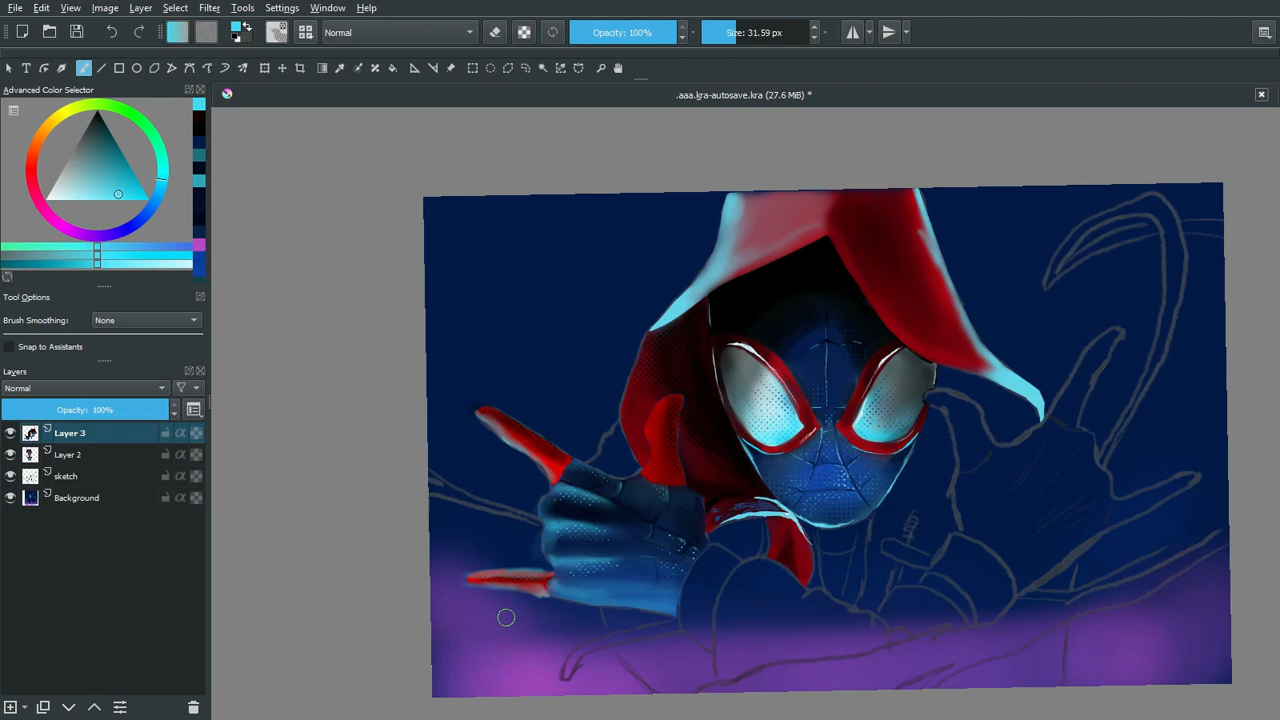 File Edit View Image Layer Select Filter Tools Settings Window Help
Normal
Opacity: 100%
Size: 31.59 px
.aaa.kra-autosave.kra (27.6 MiB) *
Advanced Color Selector
Tool Options
Brush Smoothing: None
Snap to Assistants
Layers
Normal
Opacity: 100%
Layer 3
Layer 2
sketch
Background